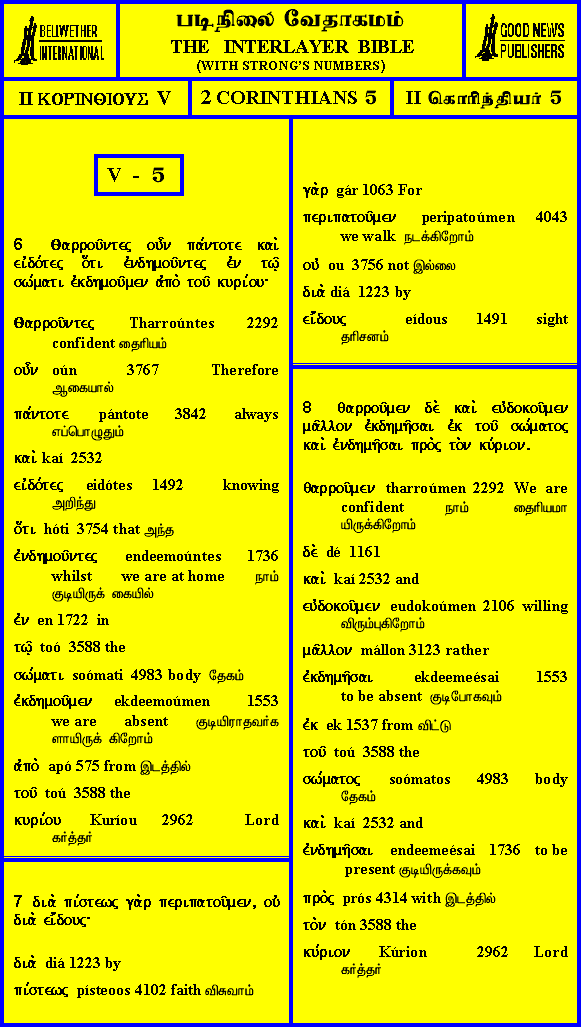 BELLWETHER
INTERNATIONAL
படிநிலை வேதாகமம்
THE INTERLAYER BIBLE
(WITH STRONG'S NUMBERS)
GOOD NEWS
PUBLISHERS
II ΚΟΡΙΝΘΙΟΥΣ V
2 CORINTHIANS 5
II கொரிந்தியர் 5
V - 5
6 Θαρροῦντες οὖν πάντοτε καὶ
εἰδότες ὅτι ἐνδημοῦντες ἐν τῷ
σώματι ἐκδημοῦμεν ἀπὸ τοῦ κυρίου·
Θαρροῦντες Tharroúntes 2292
confident தைரியம்
οὖν oún 3767 Therefore
ஆகையால்
πάντοτε pántote 3842 always
எப்பொழுதும்
καὶ kaí 2532
εἰδότες eidótes 1492 knowing
அறிந்து
ὅτι hóti 3754 that அந்த
ἐνδημοῦντες endeemoúntes 1736
whilst we are at home நாம்
குடியிருக் கையில்
ἐν en 1722 in
τῷ toó 3588 the
σώματι soómati 4983 body தேகம்
ἐκδημοῦμεν ekdeemoúmen 1553
we are absent குடியிராதவர்க
ளாயிருக் கிறோம்
ἀπὸ apó 575 from இடத்தில்
τοῦ toú 3588 the
κυρίου Kuríou 2962 Lord
கர்த்தர்
7 διὰ πίστεως γὰρ περιπατοῦμεν, οὐ
διὰ εἴδους·
διὰ diá 1223 by
πίστεως písteoos 4102 faith விசுவாம்
γὰρ gár 1063 For
περιπατοῦμεν peripatoúmen 4043
we walk நடக்கிறோம்
οὐ ou 3756 not இல்லை
διὰ diá 1223 by
εἴδους eídous 1491 sight
தரிசனம்
8 θαρροῦμεν δὲ καὶ εὐδοκοῦμεν
μᾶλλον ἐκδημῆσαι ἐκ τοῦ σώματος
καὶ ἐνδημῆσαι πρὸς τὸν κύριον.
θαρροῦμεν tharroúmen 2292 We are
confident நாம் தைரியமா
யிருக்கிறோம்
δὲ dé 1161
καὶ kaí 2532 and
εὐδοκοῦμεν eudokoúmen 2106 willing
விரும்புகிறோம்
μᾶλλον mállon 3123 rather
ἐκδημῆσαι ekdeemeésai 1553
to be absent குடிபோகவும்
ἐκ ek 1537 from விட்டு
τοῦ toú 3588 the
σώματος soómatos 4983 body
தேகம்
καὶ kaí 2532 and
ἐνδημῆσαι endeemeésai 1736 to be
present குடியிருக்கவும்
πρὸς prós 4314 with இடத்தில்
τὸν tón 3588 the
κύριον Kúrion 2962 Lord
கர்த்தர்